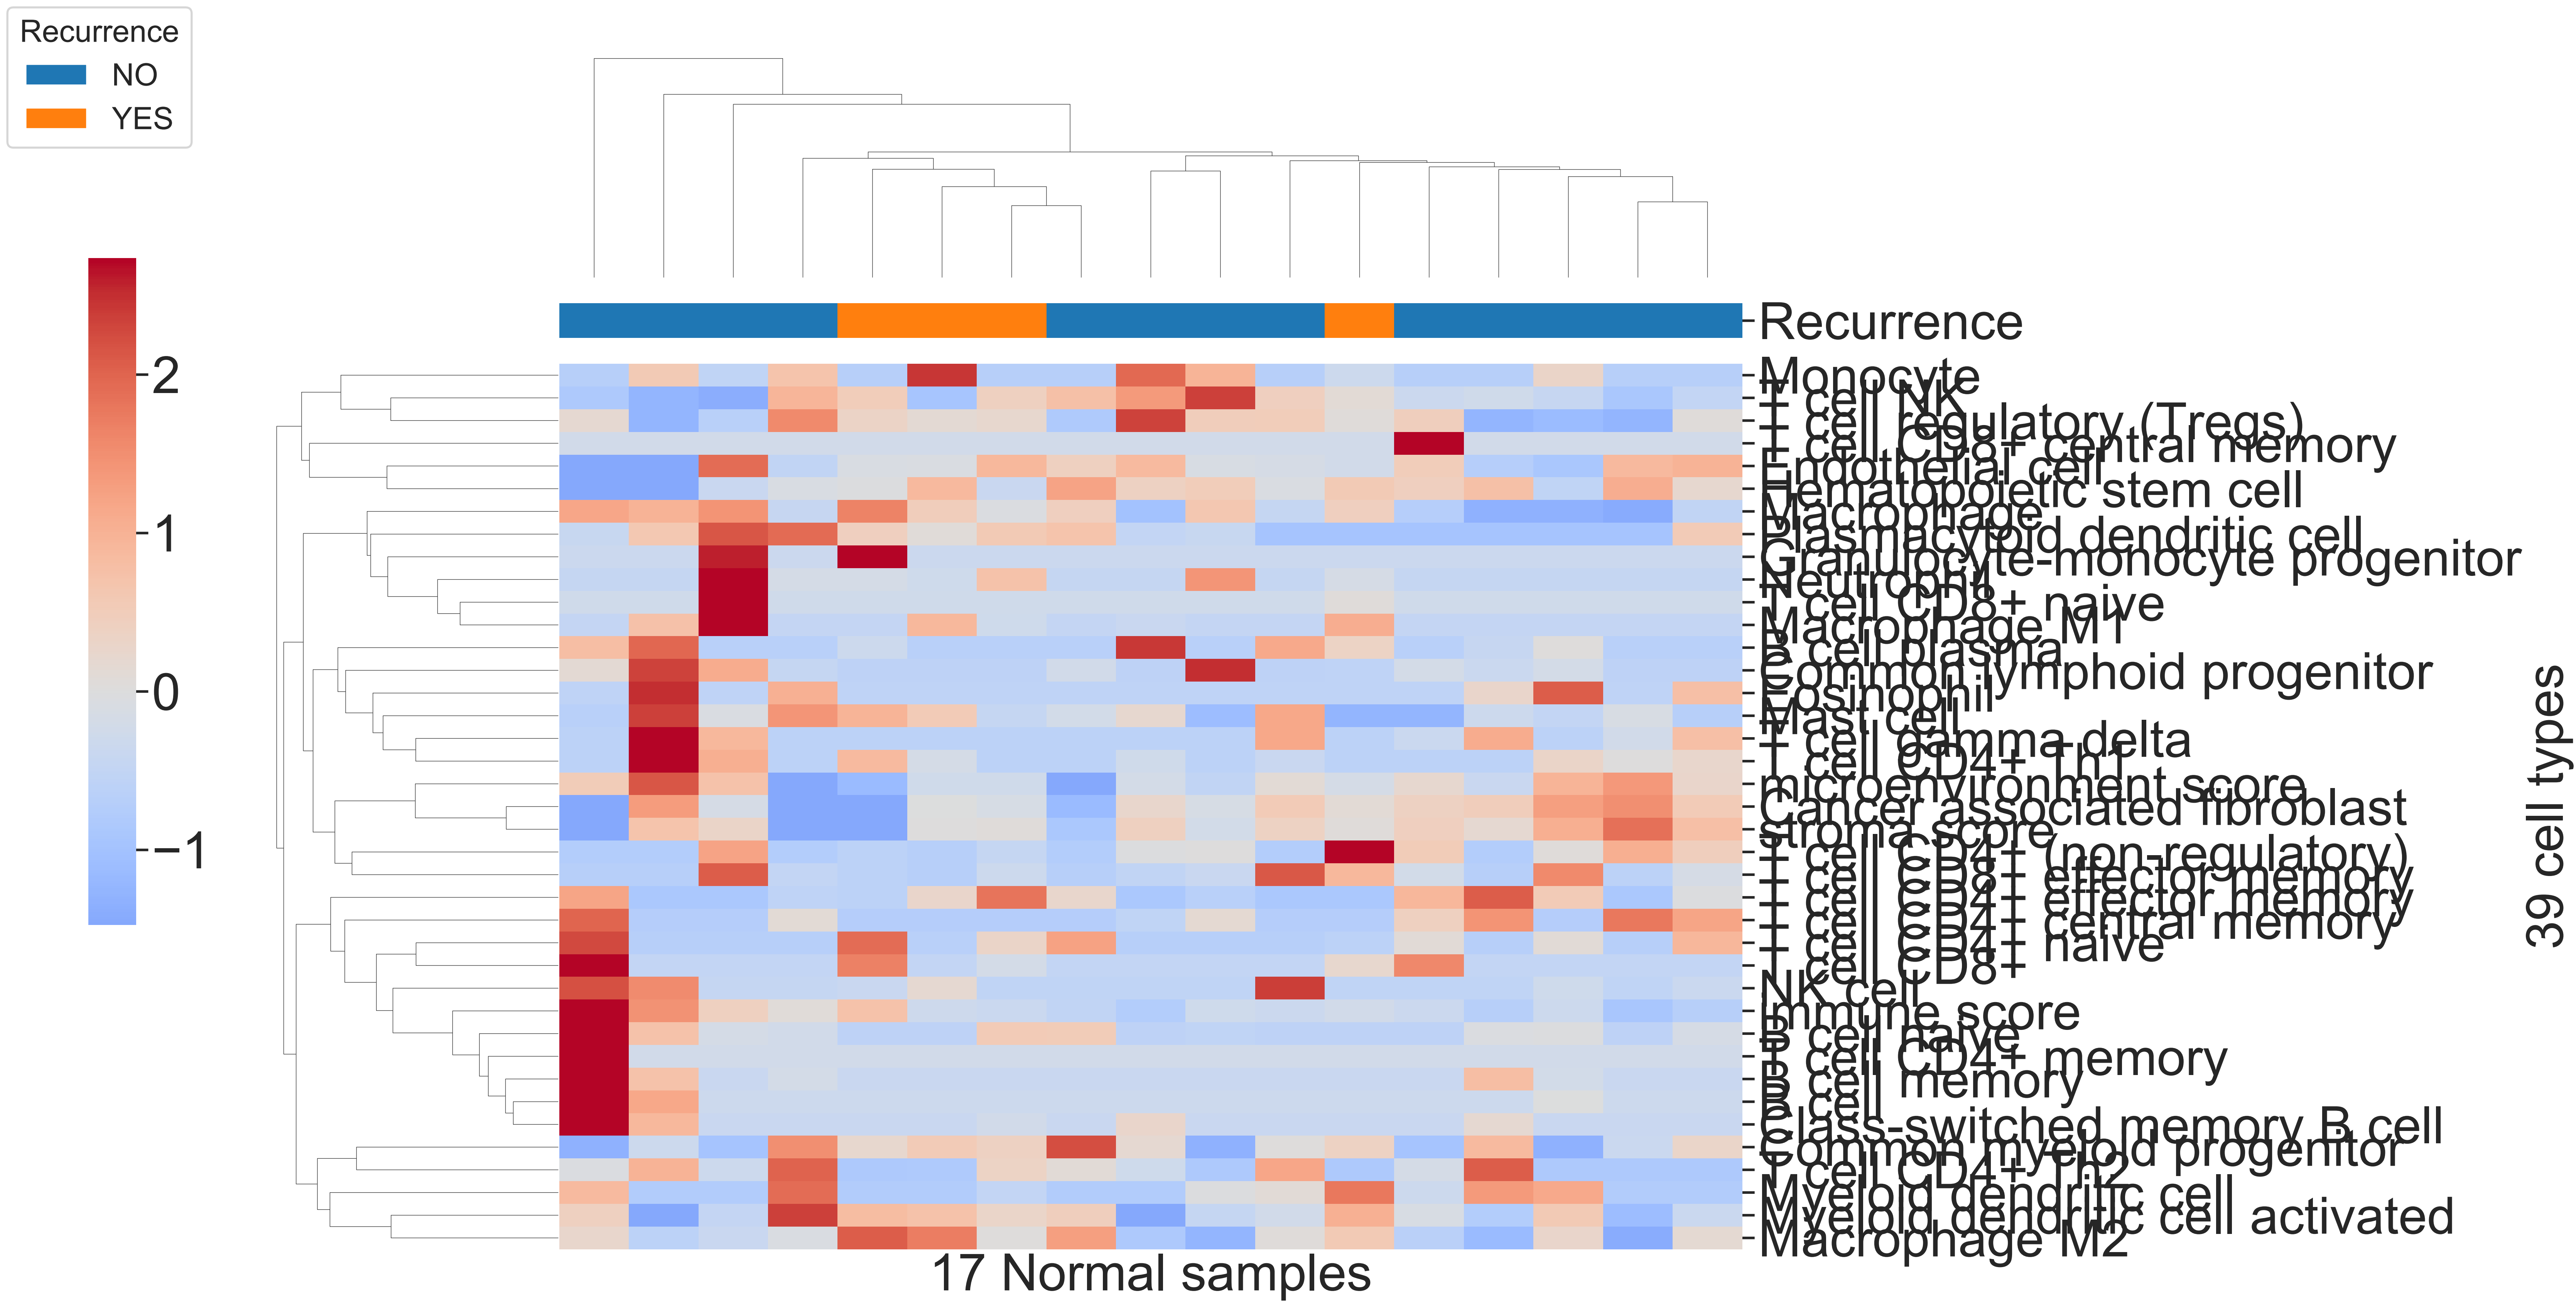 Recurrence
NO
YES
2
1
0
−1
Recurrence
Monocyte
T cell NK
T cell regulatory (Tregs)
T cell CD8+ central memory
Endothelial cell
Hematopoietic stem cell
Macrophage
Plasmacytoid dendritic cell
Granulocyte-monocyte progenitor
Neutrophil
T cell CD8+ naive
Macrophage M1
B cell plasma
Common lymphoid progenitor
Eosinophil
Mast cell
T cell gamma delta
T cell CD4+ Th1
microenvironment score
Cancer associated fibroblast
stroma score
T cell CD4+ (non-regulatory)
T cell CD8+ effector memory
T cell CD4+ effector memory
T cell CD4+ central memory
T cell CD4+ naive
T cell CD8+
NK cell
immune score
B cell naive
T cell CD4+ memory
B cell memory
B cell
Class-switched memory B cell
Common myeloid progenitor
T cell CD4+ Th2
Myeloid dendritic cell
Myeloid dendritic cell activated
Macrophage M2
39 cell types
17 Normal samples